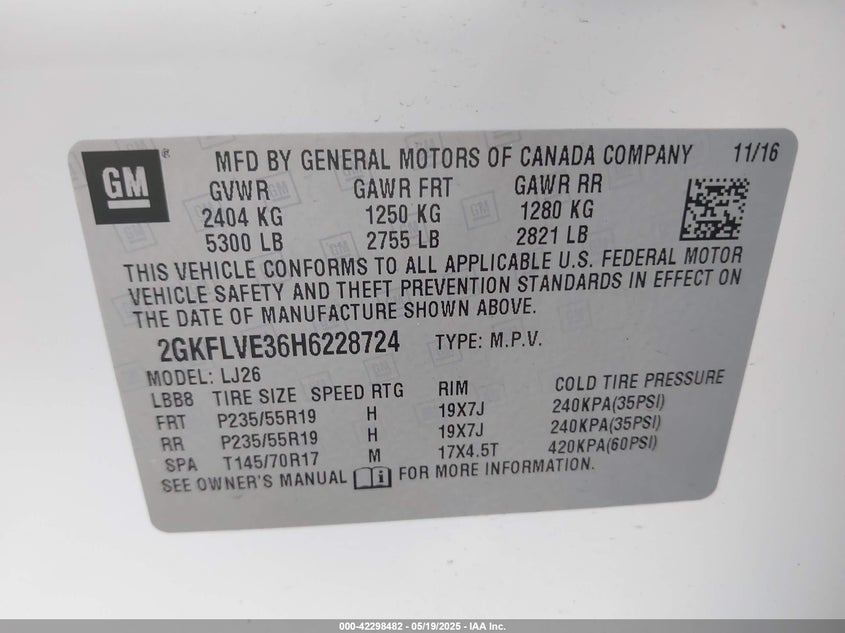 GM ® MFD BY GENERAL MOTORS OF CANADA COMPANY 11/16
GVWR GAWR FRT GAWR RR
2404 KG 1250 KG 1280 KG
5300 LB 2755 LB 2821 LB
THIS VEHICLE CONFORMS TO ALL APPLICABLE U.S. FEDERAL MOTOR
VEHICLE SAFETY AND THEFT PREVENTION STANDARDS IN EFFECT ON
THE DATE OF MANUFACTURE SHOWN ABOVE.
2GKFLVE36H6228724 TYPE: M.P.V.
MODEL: LJ26
LBB8 TIRE SIZE SPEED RTG RIM COLD TIRE PRESSURE
FRT P235/55R19 H 19X7J 240KPA(35PSI)
RR P235/55R19 H 19X7J 240KPA(35PSI)
SPA T145/70R17 M 17X4.5T 420KPA(60PSI)
SEE OWNER'S MANUAL i FOR MORE INFORMATION.
000-42298482 - 05/19/2025 - IAA Inc.